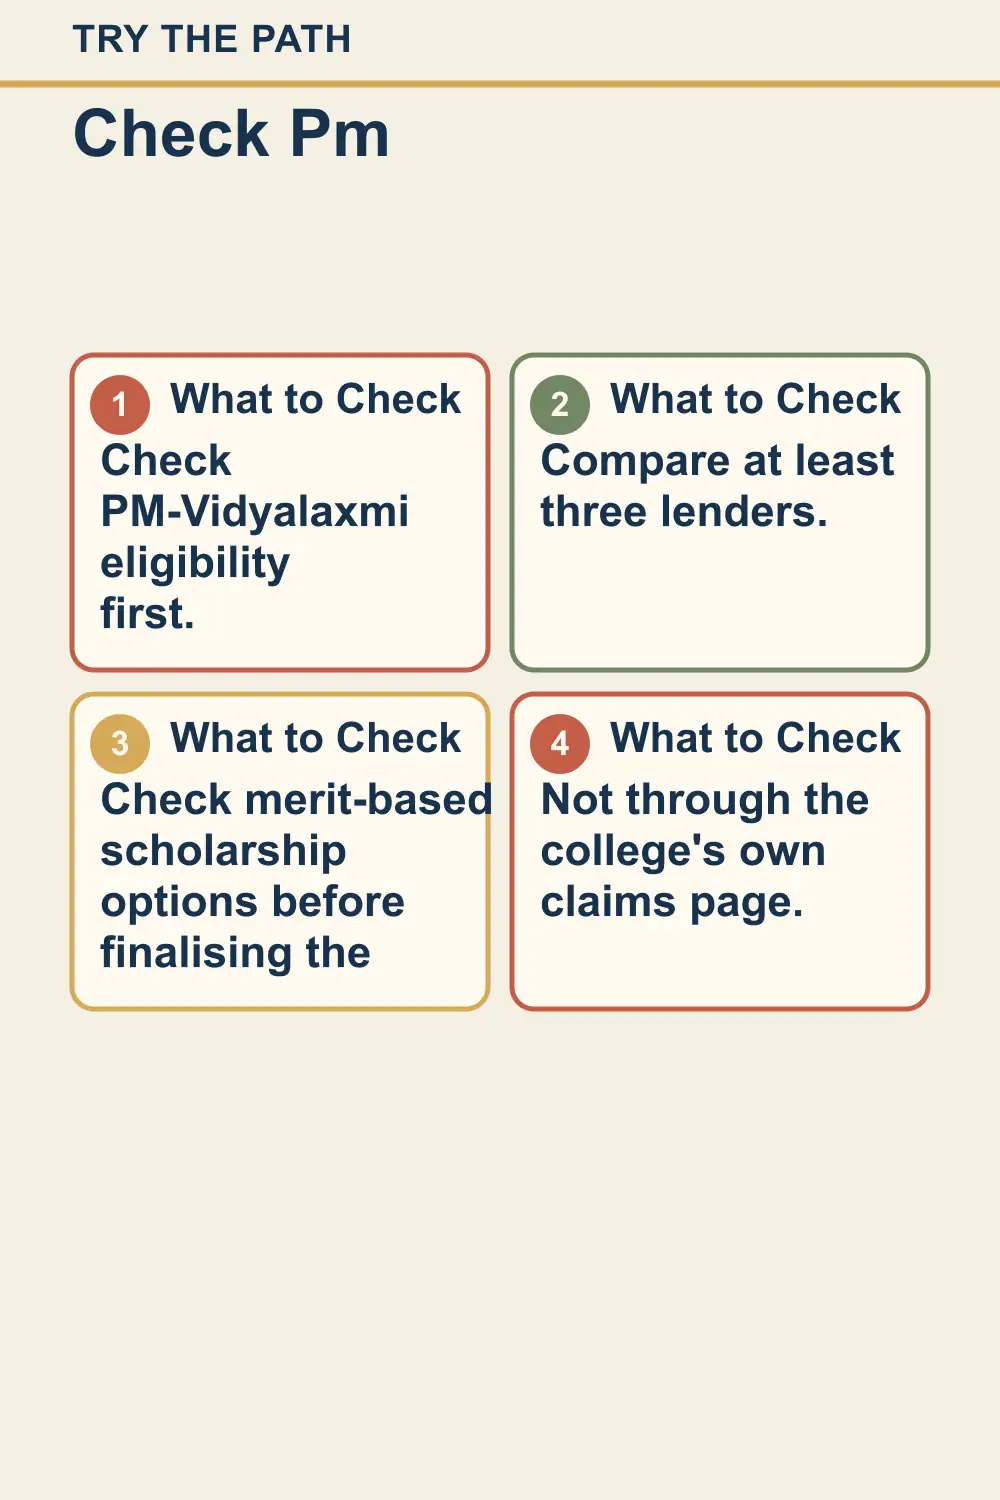 TRY THE PATH
Check Pm
1 What to Check
Check
PM-Vidyalaxmi
eligibility
first.
2 What to Check
Compare at least
three lenders.
3 What to Check
Check merit-based
scholarship
options before
finalising the
4 What to Check
Not through the
college's own
claims page.